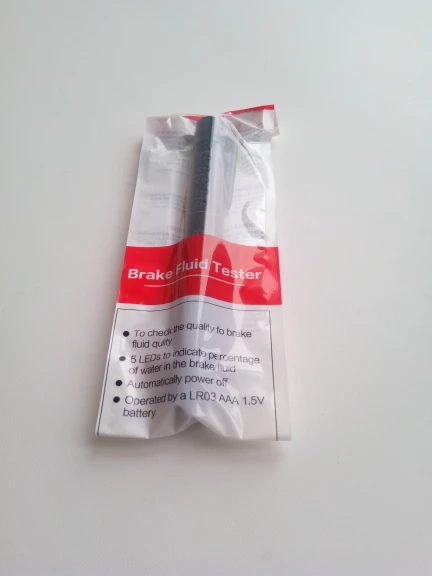 Brake Fluid Tester
● To check the quality fo brake
fluid qulity
● 5 LEDs to indicate percentage
of water in the brake fluid
● Automatically power off
● Operated by a LR03 AAA 1.5V
battery